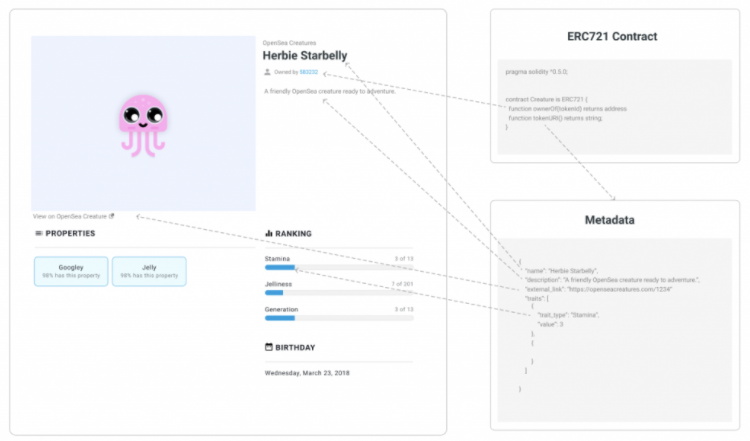 OpenSea Creatures
Herbie Starbelly
Owned by
A friendly OpenSea creature ready to adventure.
View on OpenSea Creature
PROPERTIES
Googley
98% has this property
Jelly
98% has this property
RANKING
Stamina 3 of 13
Jelliness 7 of 301
Generation 3 of 13
BIRTHDAY
Wednesday, March 23, 2018
ERC721 Contract
pragma solidity ^0.5.0;
contract Creature is ERC721 {
function ownerOf(tokenId) returns address
function tokenURI() returns string;
}
Metadata
{
"name": "Herbie Starbelly",
"description": "A friendly OpenSea creature ready to adventure.",
"external_link": "https://openseacreatures.com/1234"
"traits": [
{
"trait_type": "Stamina",
"value": 3
},
{
}
]
}